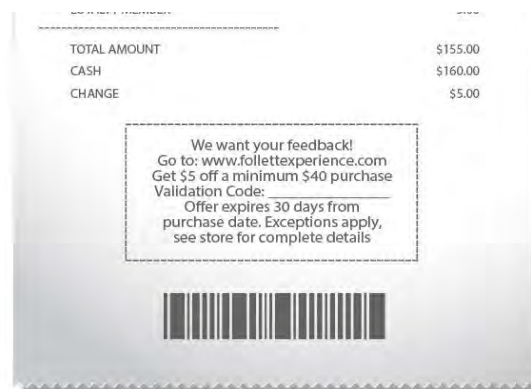 TOTAL AMOUNT $155.00
CASH $160.00
CHANGE $5.00
We want your feedback!
Go to: www.follettexperience.com
Get $5 off a minimum $40 purchase
Validation Code: ____________________
Offer expires 30 days from
purchase date. Exceptions apply,
see store for complete details